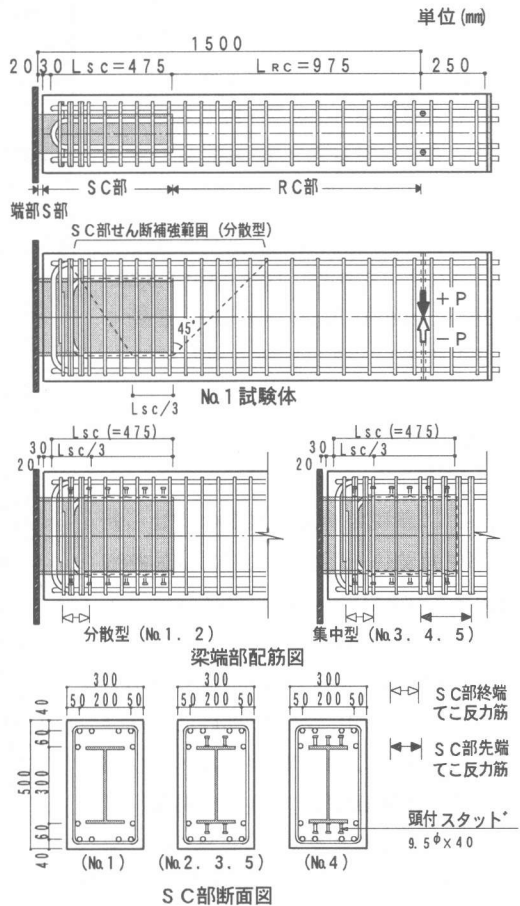 単位(mm)
1500
20 30 Lsc=475 LRC=975 250
SC部 RC部
端部S部
SC部せん断補強範囲(分散型)
45°
+P
-P
Lsc/3
No.1試験体
Lsc(=475) Lsc(=475)
30 Lsc/3 30 Lsc/3
20 20
分散型(No.1.2) 集中型(No.3.4.5)
梁端部配筋図
300 300 300
50 200 50 50 200 50 50 200 50
40
60
500 300
60
40
SC部終端
てこ反力筋
SC部先端
てこ反力筋
頭付スタッド
9.5φ×40
(No.1) (No.2.3.5) (No.4)
SC部断面図